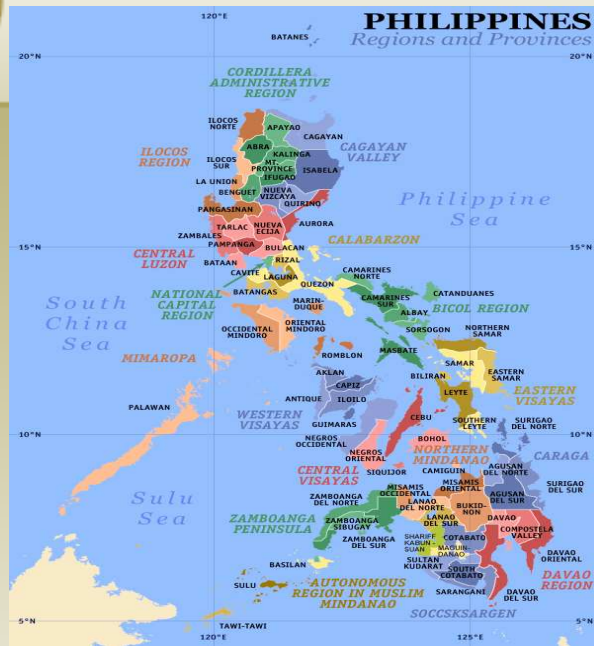 PHILIPPINES
Regions and Provinces
120°E
20°N
20°N
BATANES
CORDILLERA
ADMINISTRATIVE
REGION
ILOCOS
NORTE
APAYAO
CAGAYAN
ABRA
KALINGA
CAGAYAN
VALLEY
ILOCOS
REGION
ILOCOS
SUR
MT.
PROVINCE
ISABELA
IFUGAO
LA UNION
BENGUET
NUEVA
VIZCAYA
QUIRINO
PANGASINAN
Philippine
Sea
AURORA
TARLAC
NUEVA
ECIJA
ZAMBALES
PAMPANGA
BULACAN
CALABARZON
15°N
15°N
CENTRAL
LUZON
BATAAN
RIZAL
CAVITE
LAGUNA
QUEZON
CAMARINES
NORTE
NATIONAL
CAPITAL
REGION
BATANGAS
CAMARINES
SUR
CATANDUANES
MARIN-
DUQUE
ALBAY
BICOL REGION
South
China
Sea
OCCIDENTAL
MINDORO
ORIENTAL
MINDORO
SORSOGON
NORTHERN
SAMAR
MIMAROPA
ROMBLON
MASBATE
SAMAR
EASTERN
SAMAR
AKLAN
BILIRAN
CAPIZ
LEYTE
EASTERN
VISAYAS
PALAWAN
ANTIQUE
ILOILO
WESTERN
VISAYAS
GUIMARAS
CEBU
SOUTHERN
LEYTE
SURIGAO
DEL NORTE
10°N
10°N
NEGROS
OCCIDENTAL
BOHOL
NEGROS
ORIENTAL
NORTHERN
MINDANAO
CARAGA
CENTRAL
VISAYAS
SIQUIJOR
CAMIGUIN
AGUSAN
DEL NORTE
Sulu
Sea
MISAMIS
OCCIDENTAL
MISAMIS
ORIENTAL
SURIGAO
DEL SUR
ZAMBOANGA
DEL NORTE
LANAO
DEL NORTE
AGUSAN
DEL SUR
BUKID-
NON
ZAMBOANGA
PENINSULA
ZAMBOANGA
SIBUGAY
LANAO
DEL SUR
DAVAO
COMPOSTELA
VALLEY
ZAMBOANGA
DEL SUR
SHARIFF
KABUN-
SUAN
COTABATO
MAGUIN-
DANAO
DAVAO
ORIENTAL
BASILAN
SULTAN
KUDARAT
SOUTH
COTABATO
DAVAO
REGION
SULU
AUTONOMOUS
REGION IN MUSLIM
MINDANAO
SARANGANI
DAVAO
DEL SUR
SOCCSKSARGEN
5°N
5°N
TAWI-TAWI
120°E
125°E